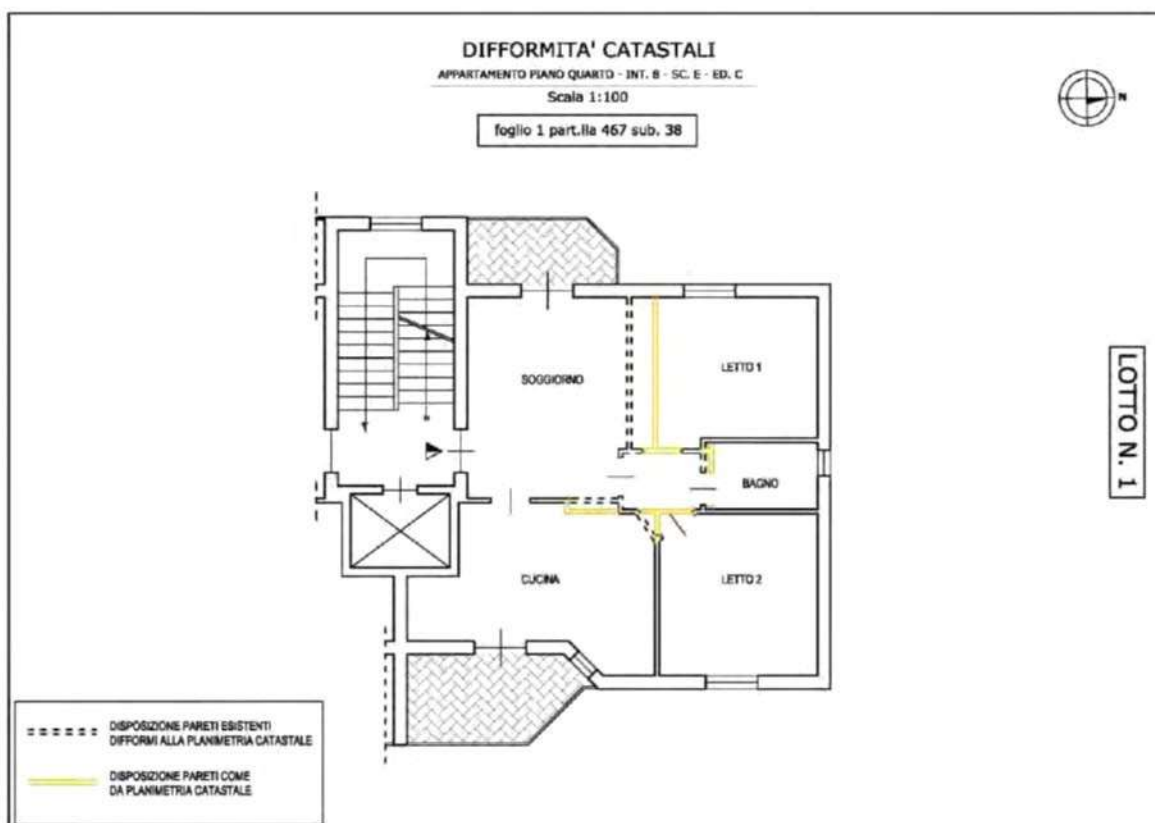 DIFFORMITA' CATASTALI
APPARTAMENTO PIANO QUARTO - INT. 8 - SC. E - ED. C
Scala 1:100
foglio 1 part.lla 467 sub. 38
N
LOTTO N. 1
SOGGIORNO
LETTO 1
BAGNO
CUCINA
LETTO 2
DISPOSIZIONE PARETI ESISTENTI
DIFFORMI ALLA PLANIMETRIA CATASTALE
DISPOSIZIONE PARETI COME
DA PLANIMETRIA CATASTALE